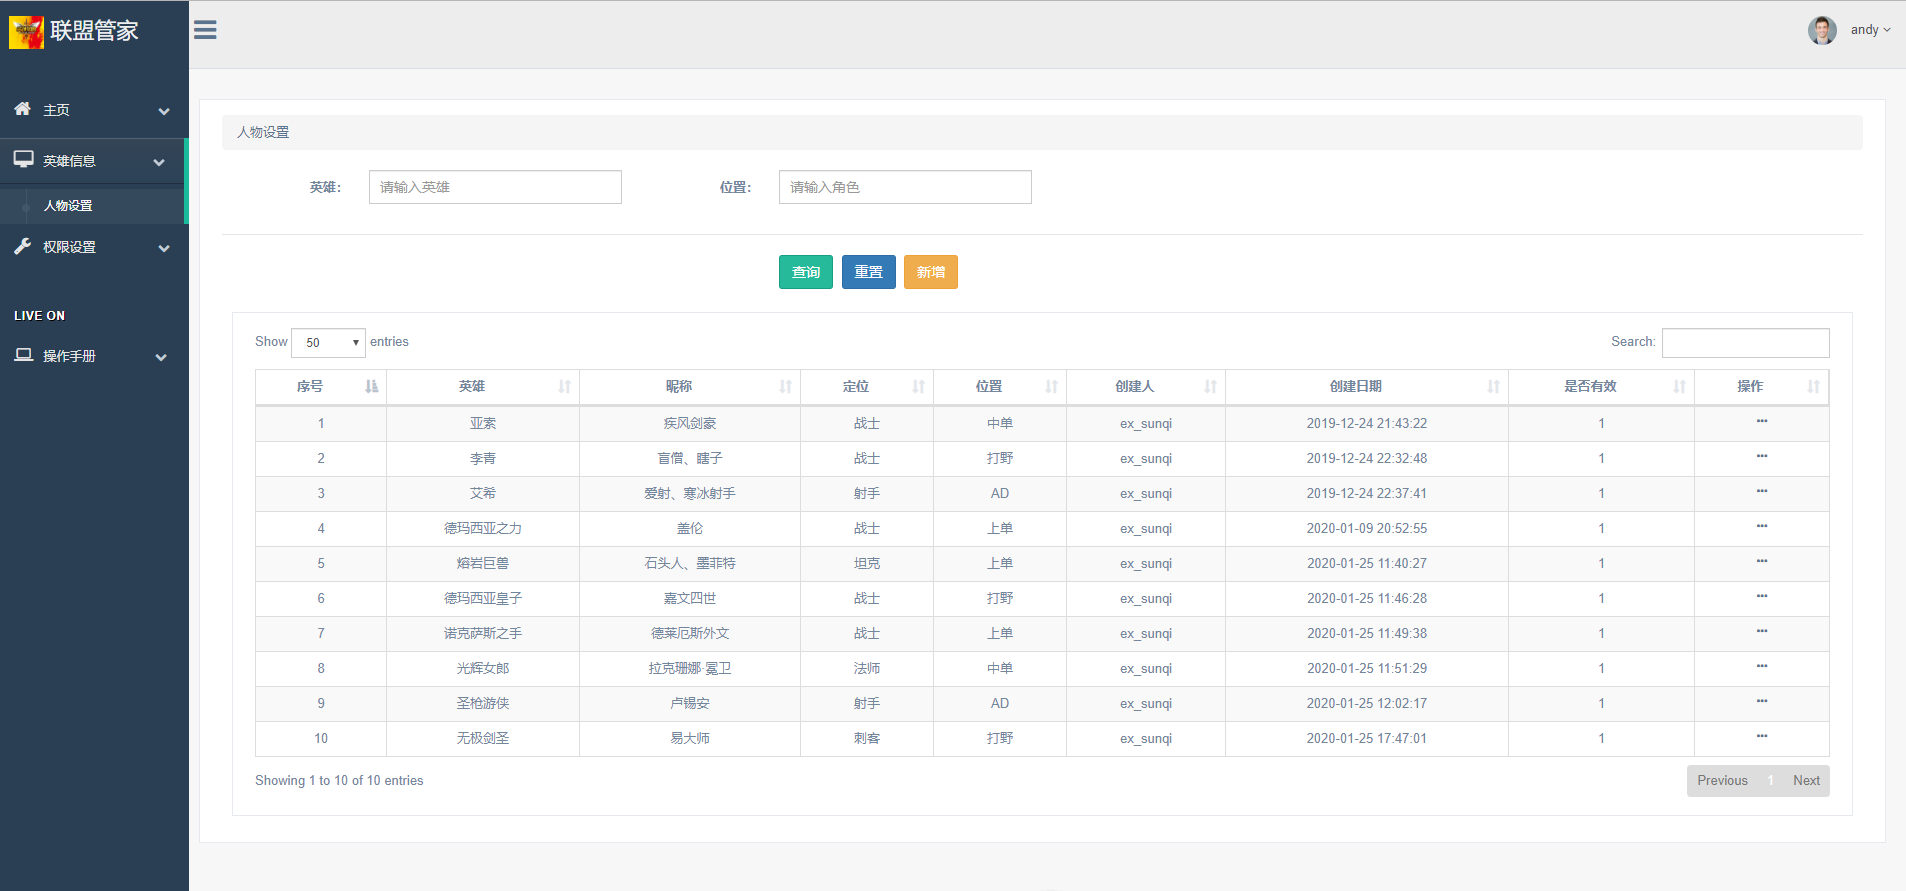 联盟管家
andy
主页
英雄信息
人物设置
权限设置
LIVE ON
操作手册
人物设置
英雄: 请输入英雄 位置: 请输入角色
查询 重置 新增
Show 50 entries Search:
序号 英雄 昵称 定位 位置 创建人 创建日期 是否有效 操作
1 亚索 疾风剑豪 战士 中单 ex_sunqi 2019-12-24 21:43:22 1 ...
2 李青 盲僧、瞎子 战士 打野 ex_sunqi 2019-12-24 22:32:48 1 ...
3 艾希 爱射、寒冰射手 射手 AD ex_sunqi 2019-12-24 22:37:41 1 ...
4 德玛西亚之力 盖伦 战士 上单 ex_sunqi 2020-01-09 20:52:55 1 ...
5 熔岩巨兽 石头人、墨菲特 坦克 上单 ex_sunqi 2020-01-25 11:40:27 1 ...
6 德玛西亚皇子 嘉文四世 战士 打野 ex_sunqi 2020-01-25 11:46:28 1 ...
7 诺克萨斯之手 德莱厄斯外文 战士 上单 ex_sunqi 2020-01-25 11:49:38 1 ...
8 光辉女郎 拉克珊娜·冕卫 法师 中单 ex_sunqi 2020-01-25 11:51:29 1 ...
9 圣枪游侠 卢锡安 射手 AD ex_sunqi 2020-01-25 12:02:17 1 ...
10 无极剑圣 易大师 刺客 打野 ex_sunqi 2020-01-25 17:47:01 1 ...
Showing 1 to 10 of 10 entries Previous 1 Next